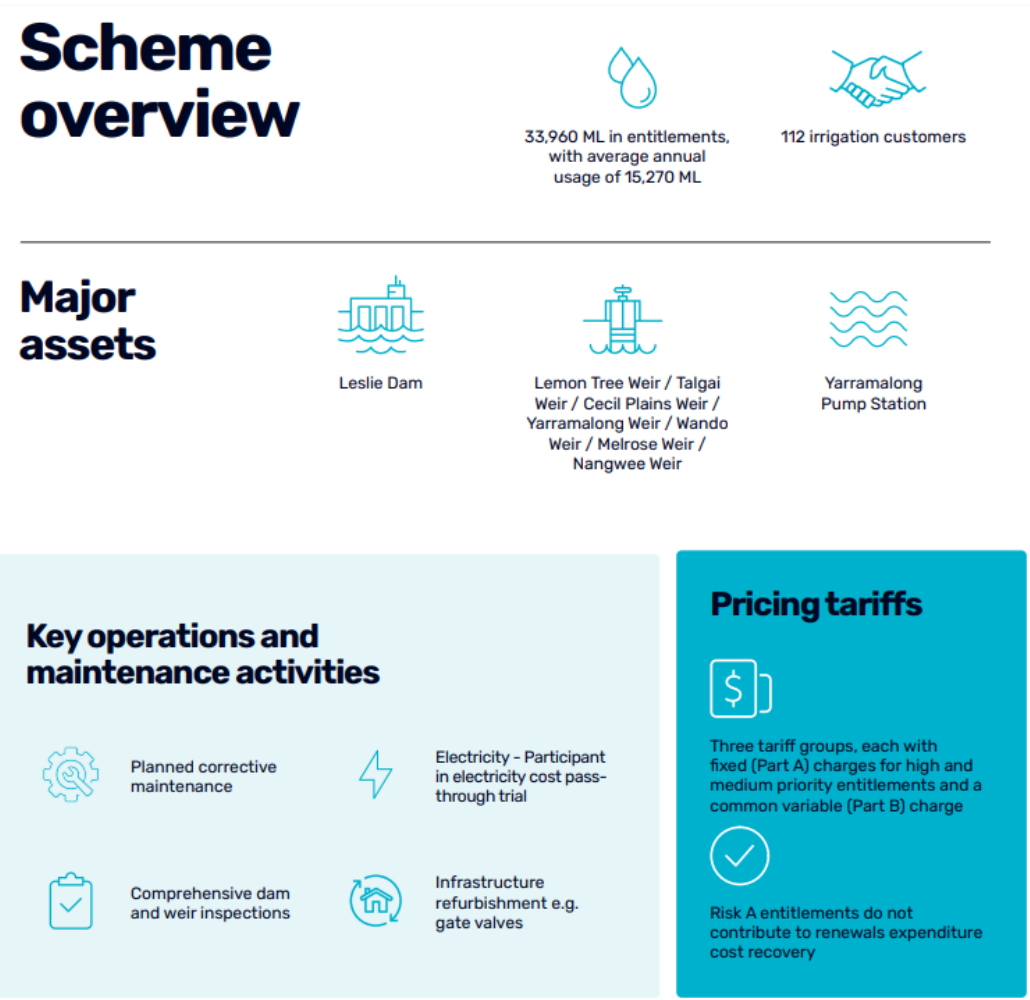 Scheme
overview
33,960 ML in entitlements,
with average annual
usage of 15,270 ML
112 irrigation customers
Major
assets
Leslie Dam
Lemon Tree Weir / Talgai
Weir / Cecil Plains Weir /
Yarramalong Weir / Wando
Weir / Melrose Weir /
Nangwee Weir
Yarramalong
Pump Station
Key operations and
maintenance activities
Planned corrective
maintenance
Electricity - Participant
in electricity cost pass-
through trial
Comprehensive dam
and weir inspections
Infrastructure
refurbishment e.g.
gate valves
Pricing tariffs
$
Three tariff groups, each with
fixed (Part A) charges for high and
medium priority entitlements and a
common variable (Part B) charge
Risk A entitlements do not
contribute to renewals expenditure
cost recovery